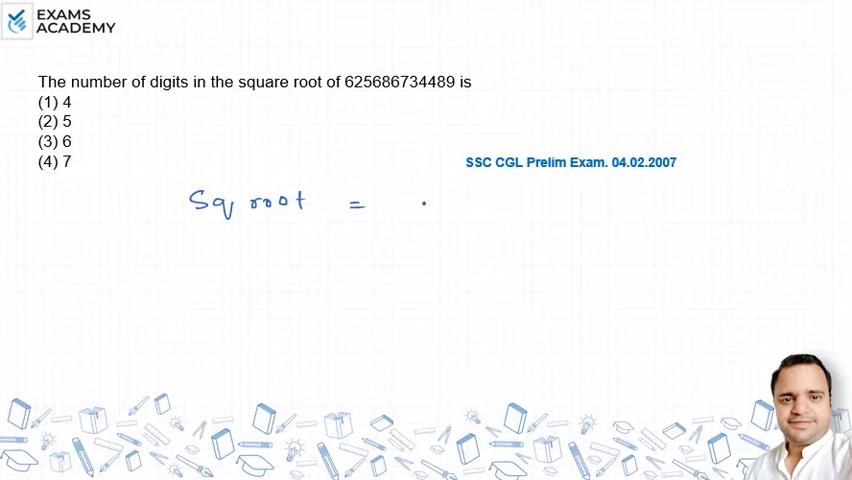 EXAMS
ACADEMY
The number of digits in the square root of 625686734489 is
(1) 4
(2) 5
(3) 6
(4) 7
SSC CGL Prelim Exam. 04.02.2007
Sq root =